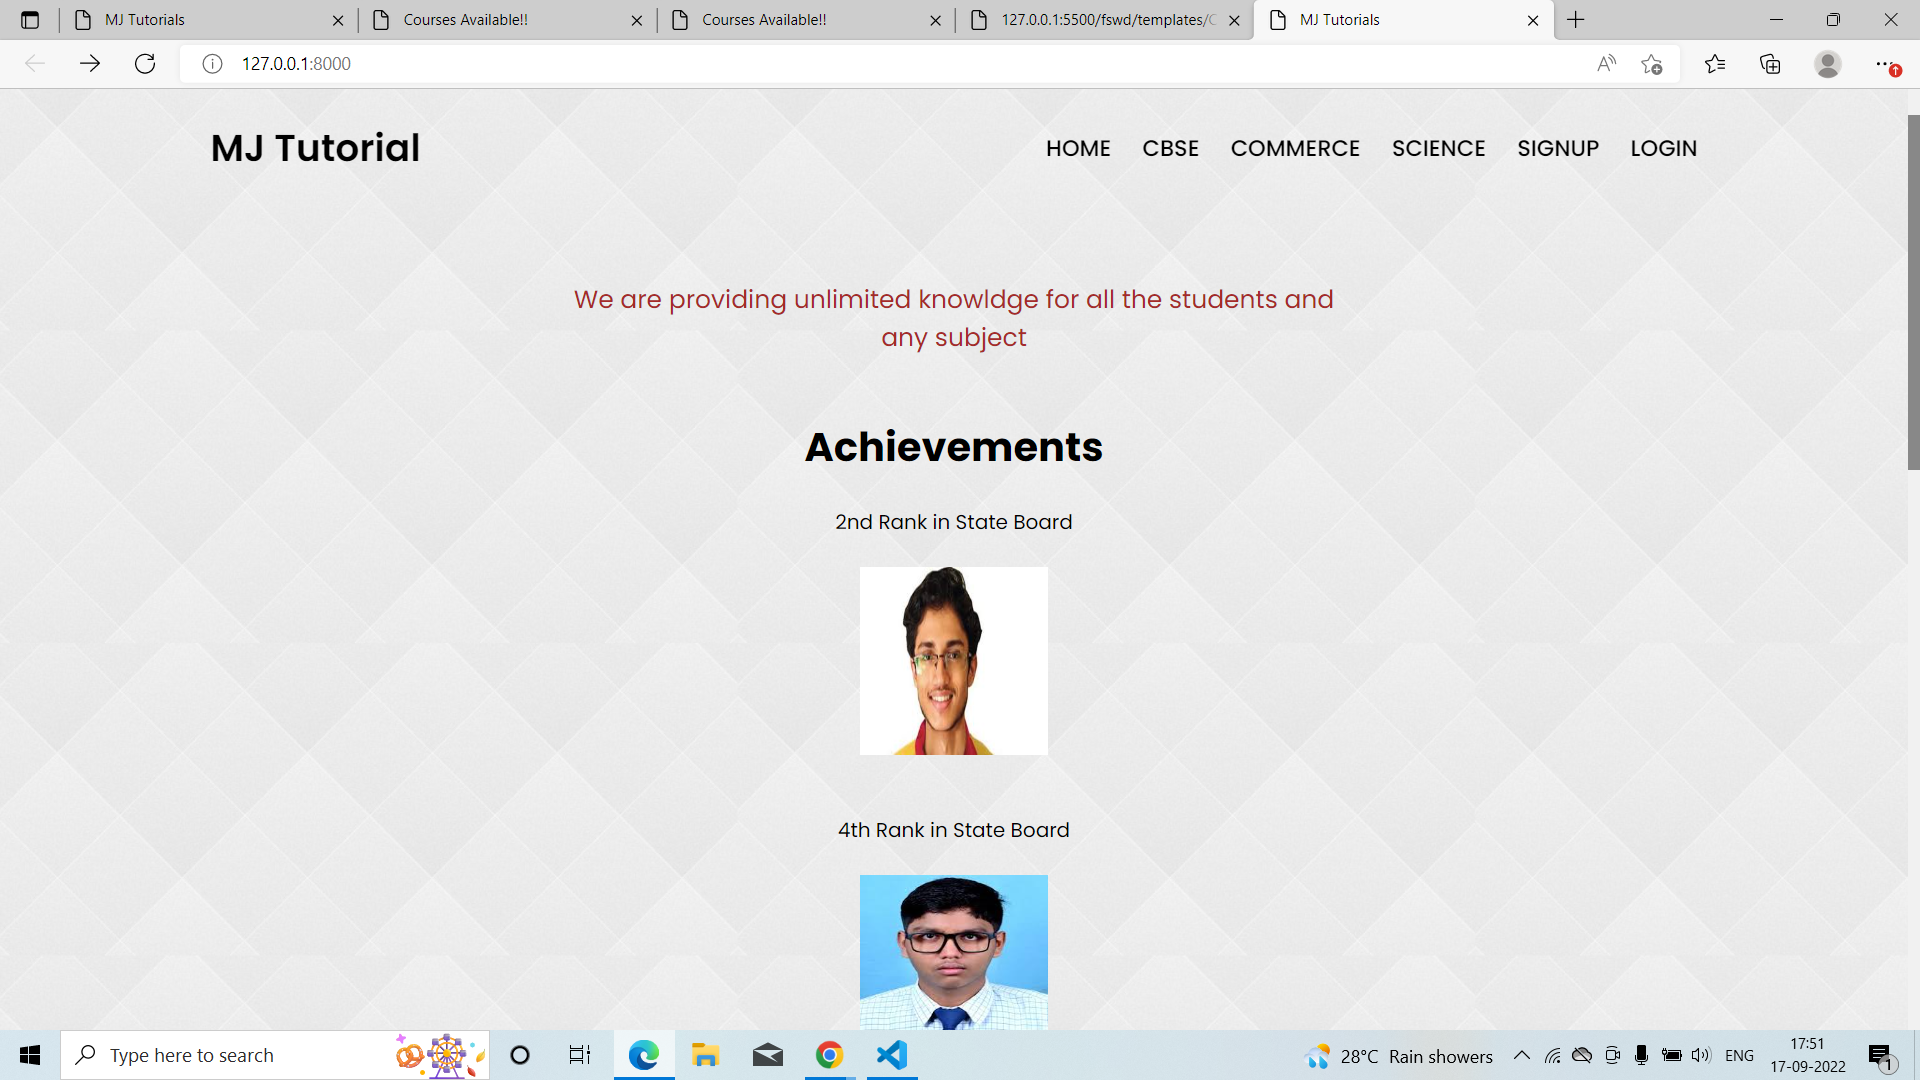 MJ Tutorials
Courses Available!!
Courses Available!!
127.0.0.1:5500/fswd/templates/C
MJ Tutorials
127.0.0.1:8000
MJ Tutorial
HOME CBSE COMMERCE SCIENCE SIGNUP LOGIN
We are providing unlimited knowldge for all the students and
any subject
Achievements
2nd Rank in State Board
4th Rank in State Board
Type here to search
28°C Rain showers
ENG
17:51
17-09-2022
1